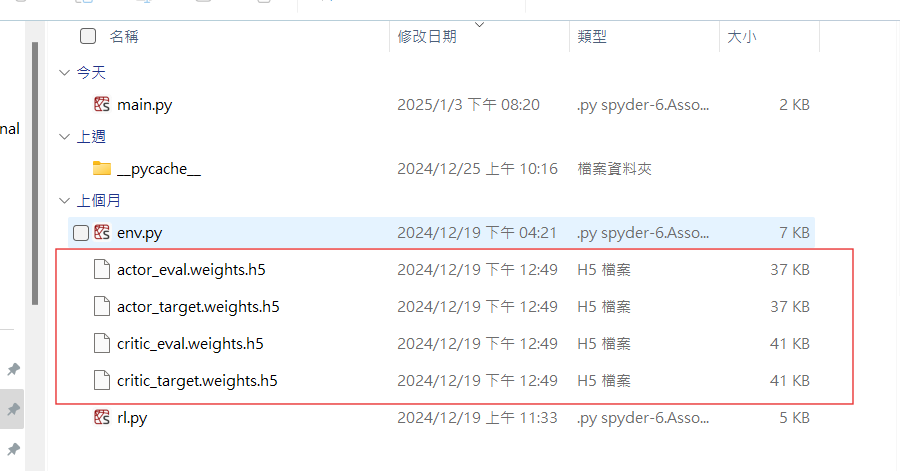 名稱 修改日期 類型 大小
今天
main.py 2025/1/3 下午 08:20 .py spyder-6.Asso... 2 KB
nal
上週
__pycache__ 2024/12/25 上午 10:16 檔案資料夾
上個月
env.py 2024/12/19 下午 04:21 .py spyder-6.Asso... 7 KB
actor_eval.weights.h5 2024/12/19 下午 12:49 H5 檔案 37 KB
actor_target.weights.h5 2024/12/19 下午 12:49 H5 檔案 37 KB
critic_eval.weights.h5 2024/12/19 下午 12:49 H5 檔案 41 KB
critic_target.weights.h5 2024/12/19 下午 12:49 H5 檔案 41 KB
rl.py 2024/12/19 上午 11:33 .py spyder-6.Asso... 5 KB